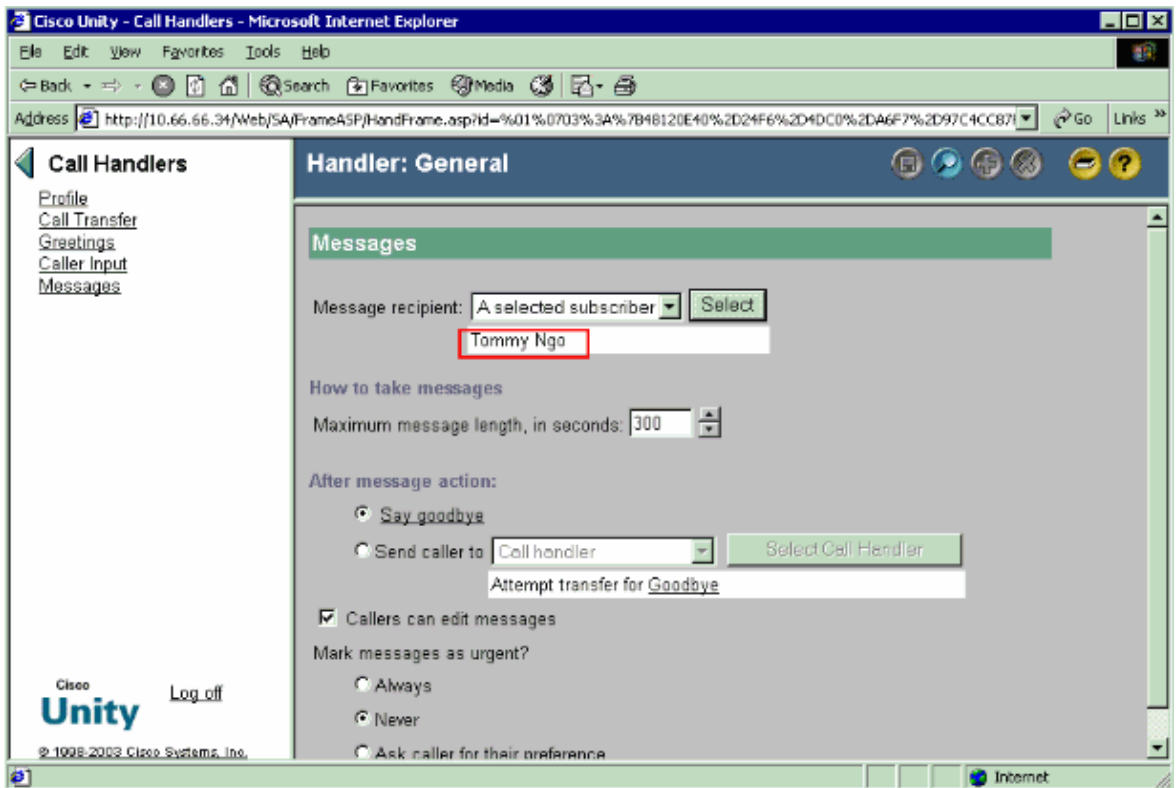 Cisco Unity - Call Handlers - Microsoft Internet Explorer
File Edit View Favorites Tools Help
Back Search Favorites Media
Address http://10.66.66.34/Web/SA/FrameASP/HandFrame.asp?id=%01%0703%3A%7B48120E40%2D24F6%2D4DC0%2DA6F7%2D97C4CC87 Go Links »
Call Handlers
Profile
Call Transfer
Greetings
Caller Input
Messages
Handler: General
Messages
Message recipient: A selected subscriber Select
Tommy Ngo
How to take messages
Maximum message length, in seconds: 300
After message action:
Say goodbye
Send caller to Call handler Select Call Handler
Attempt transfer for Goodbye
Callers can edit messages
Mark messages as urgent?
Always
Never
Ask caller for their preference
Cisco
Unity
Log off
© 1998-2003 Cisco Systems, Inc.
Internet